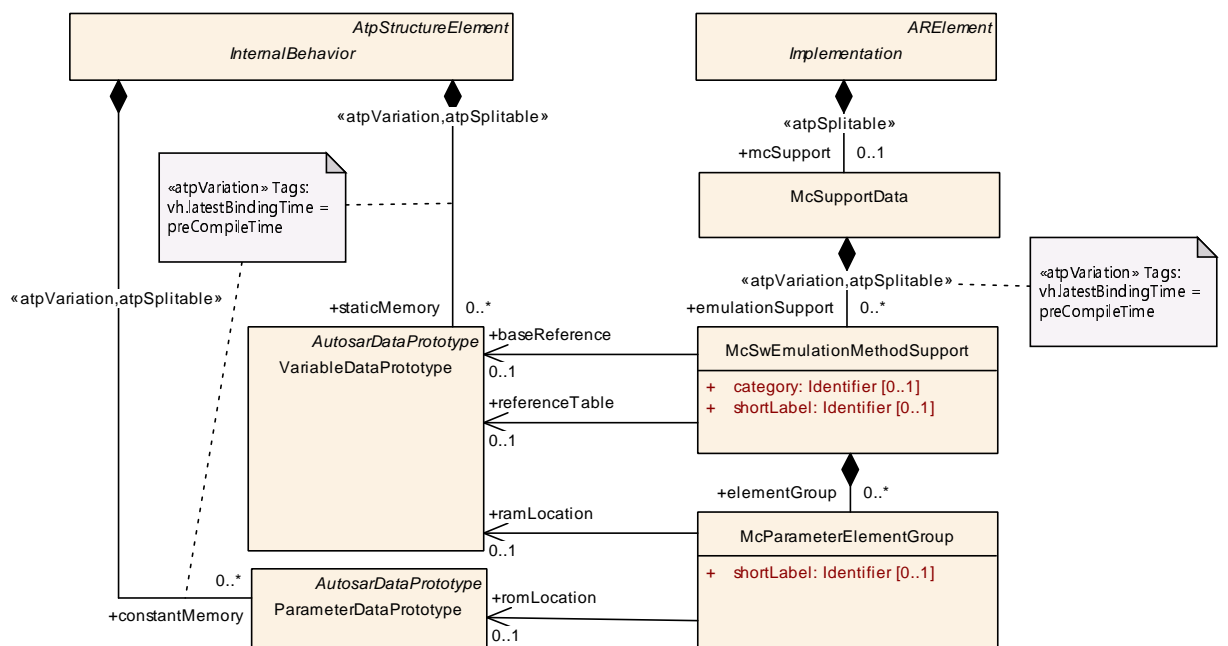 AtpStructureElement
InternalBehavior
ARElement
Implementation
«atpVariation,atpSplitable»
«atpSplitable»
+mcSupport
0..1
«atpVariation» Tags:
vh.latestBindingTime =
preCompileTime
McSupportData
«atpVariation,atpSplitable»
«atpVariation,atpSplitable»
«atpVariation» Tags:
vh.latestBindingTime =
preCompileTime
+staticMemory
0..*
+emulationSupport
0..*
AutosarDataPrototype
VariableDataPrototype
+baseReference
0..1
McSwEmulationMethodSupport
+ category: Identifier [0..1]
+ shortLabel: Identifier [0..1]
+referenceTable
0..1
+elementGroup
0..*
+ramLocation
0..1
McParameterElementGroup
+ shortLabel: Identifier [0..1]
0..*
+constantMemory
AutosarDataPrototype
ParameterDataPrototype
+romLocation
0..1